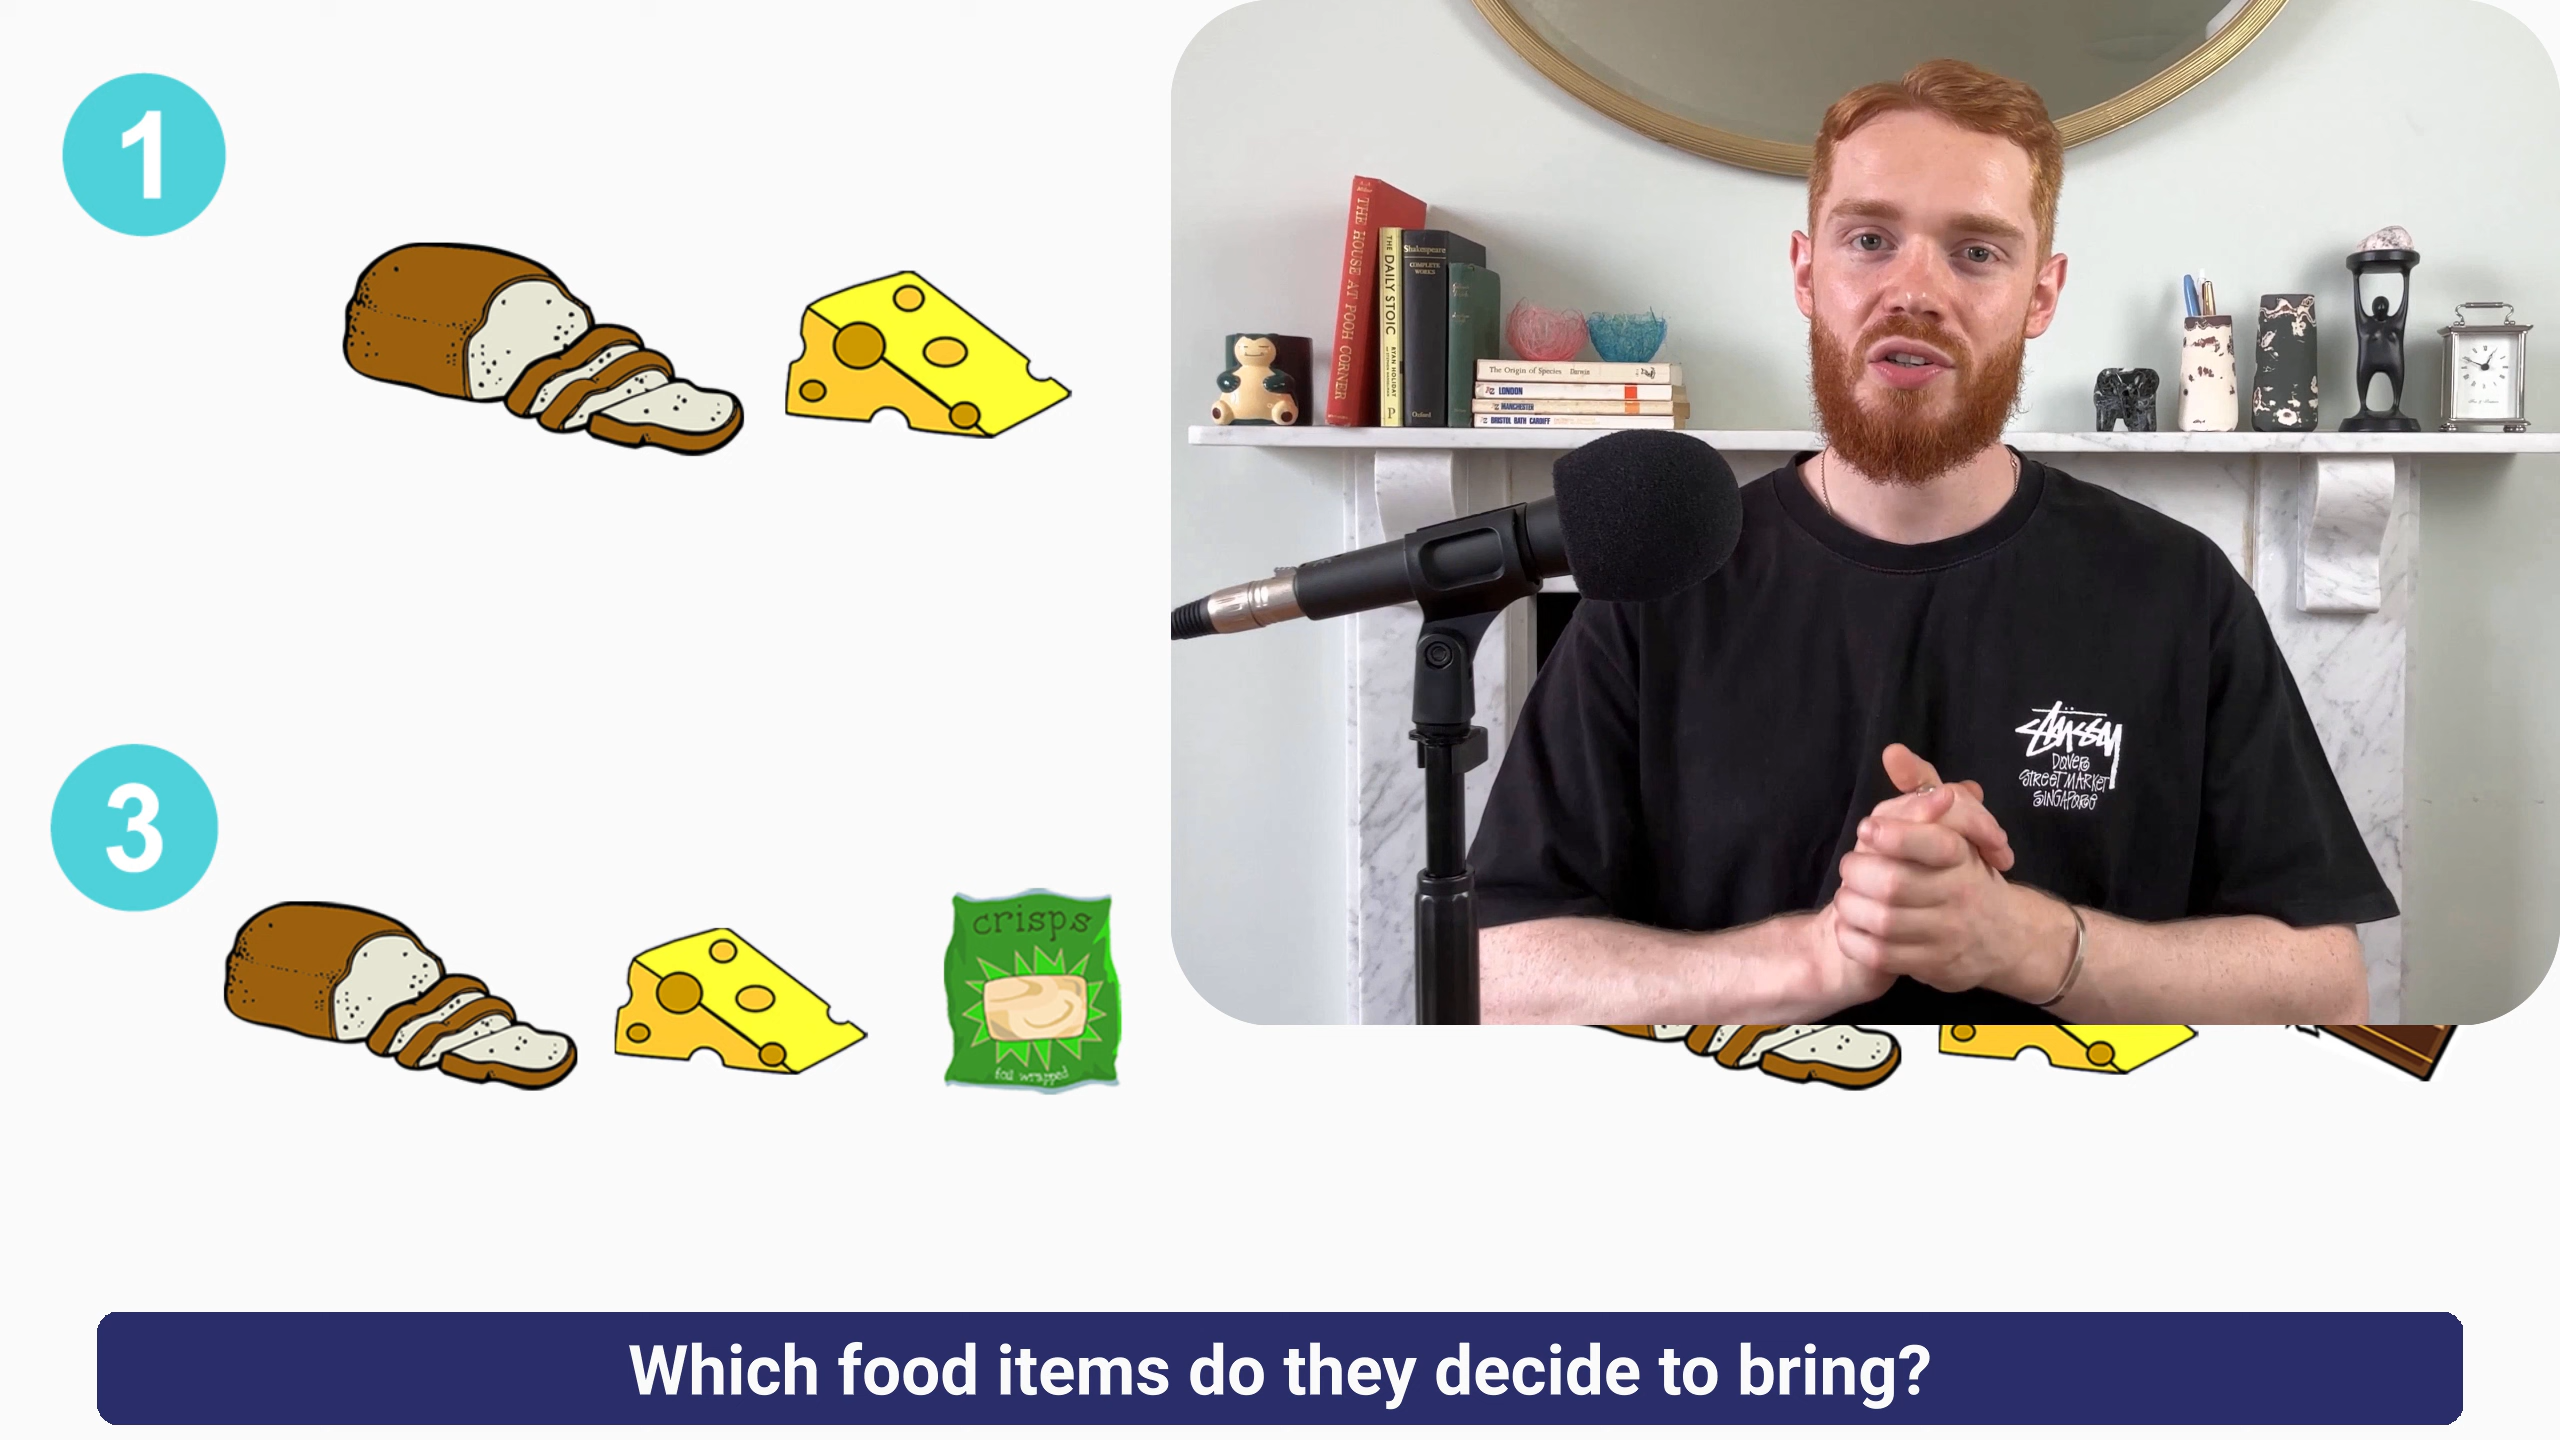 1
THE HOUSE AT POOH CORNER
THE DAILY STOIC
RYAN HOLIDAY
P
Shakespeare
COMPLETE
WORKS
Oxford
The Origin of Species Darwin
LONDON
MANCHESTER
BRISTOL BATH CARDIFF
STÜSSY
DOVER
STREET MARKET
SINGAPORE
3
crisps
foil wrapped
Which food items do they decide to bring?